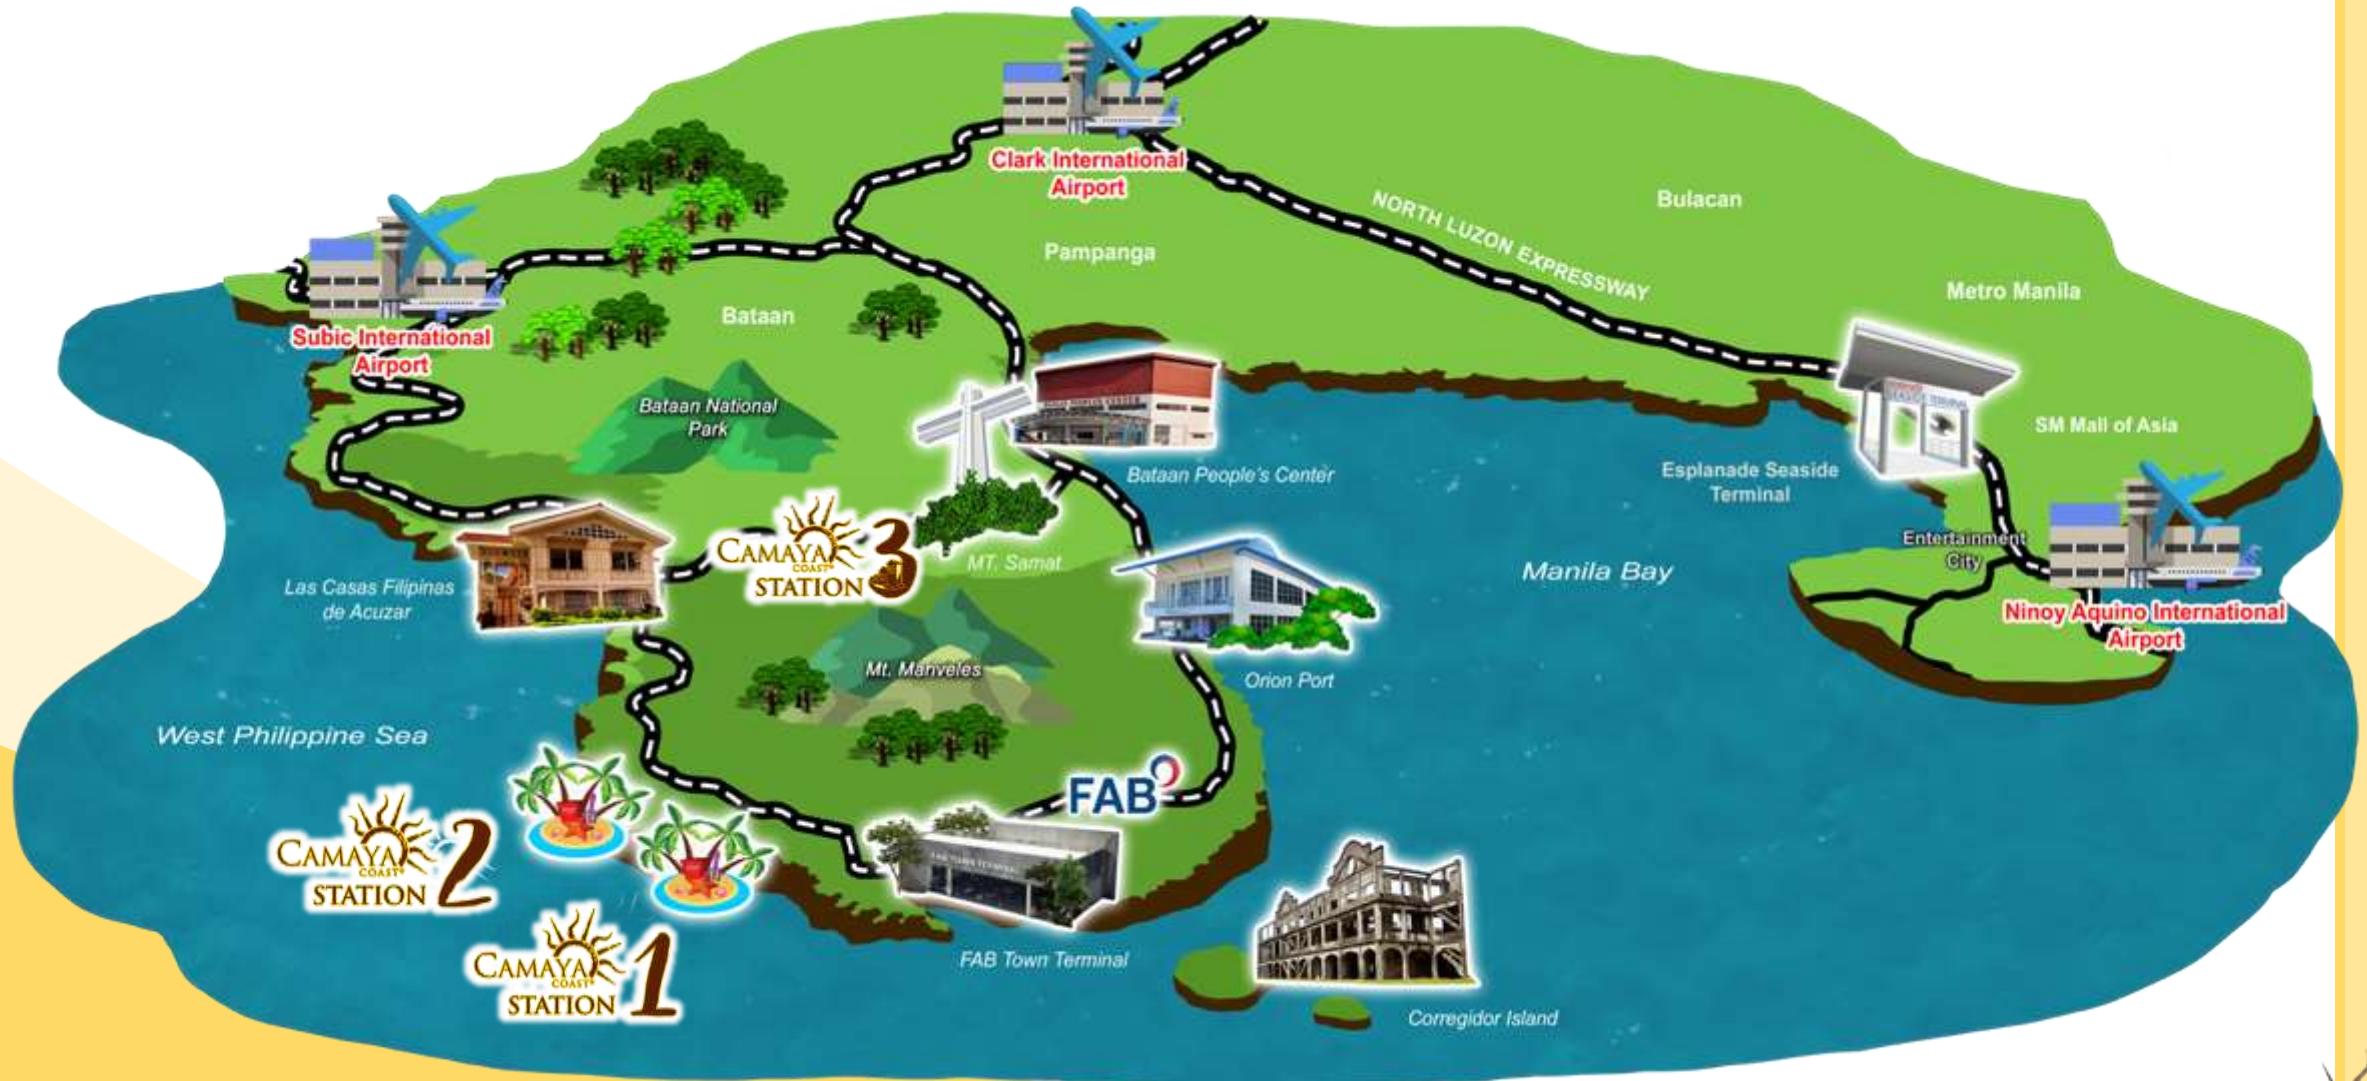 Clark International
Airport
NORTH LUZON EXPRESSWAY
Bulacan
Pampanga
Metro Manila
Subic International
Airport
Bataan
Bataan National
Park
Bataan People's Center
SM Mall of Asia
Esplanade Seaside
Terminal
Entertainment
City
CAMAYA
COAST
STATION 3
MT. Samat
Manila Bay
Las Casas Filipinas
de Acuzar
Ninoy Aquino International
Airport
Mt. Manveles
Orion Port
West Philippine Sea
FAB
CAMAYA
COAST
STATION 2
FAB Town Terminal
CAMAYA
COAST
STATION 1
Corregidor Island